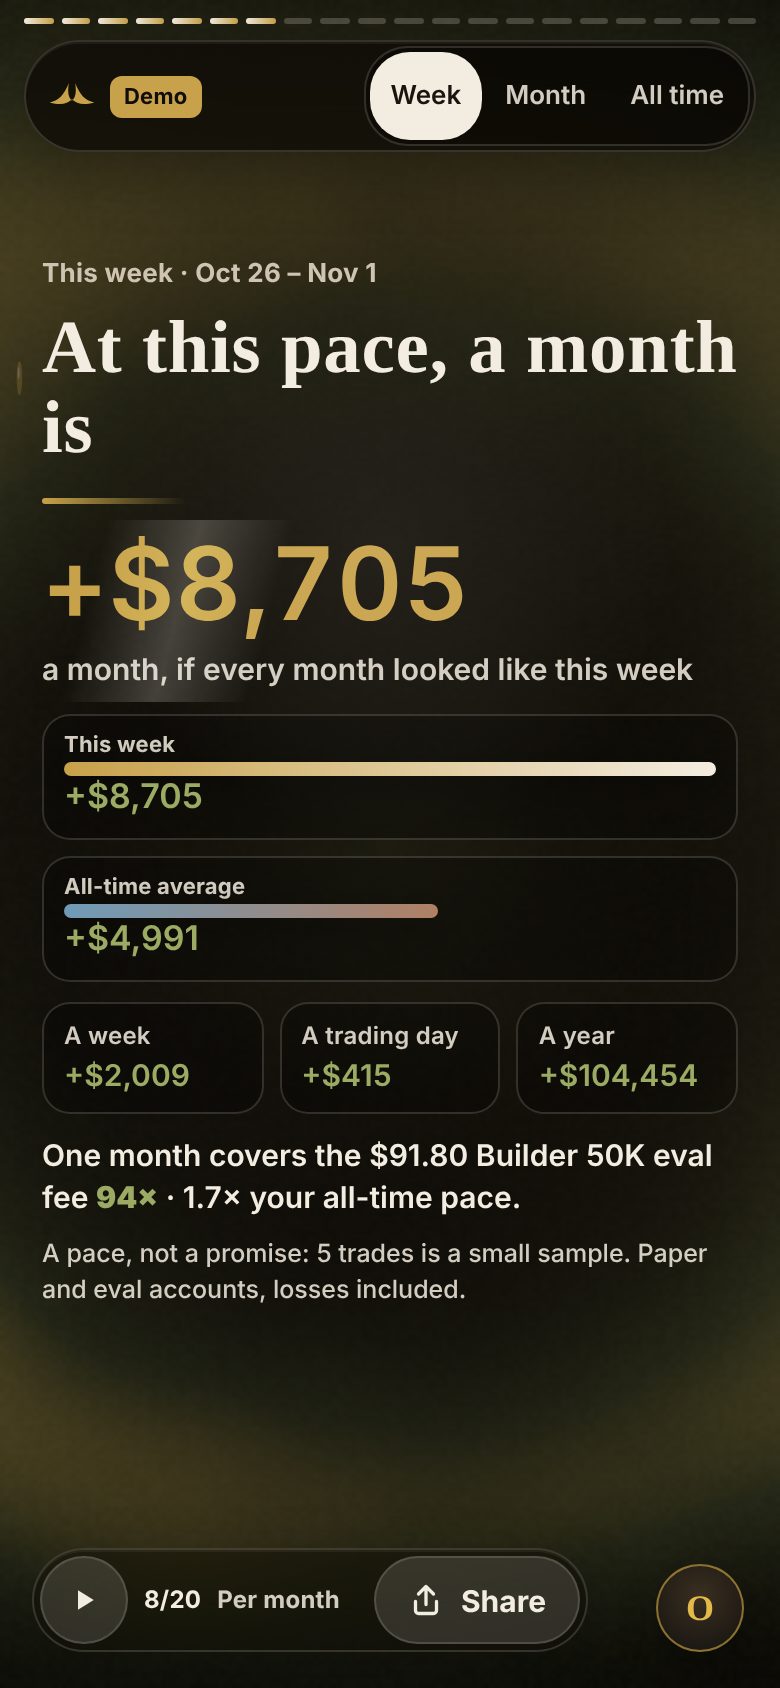 Demo
Week Month All time
This week · Oct 26 – Nov 1
At this pace, a month
is
+$8,705
a month, if every month looked like this week
This week
+$8,705
All-time average
+$4,991
A week
+$2,009
A trading day
+$415
A year
+$104,454
One month covers the $91.80 Builder 50K eval
fee 94× · 1.7× your all-time pace.
A pace, not a promise: 5 trades is a small sample. Paper
and eval accounts, losses included.
8/20 Per month
Share
O